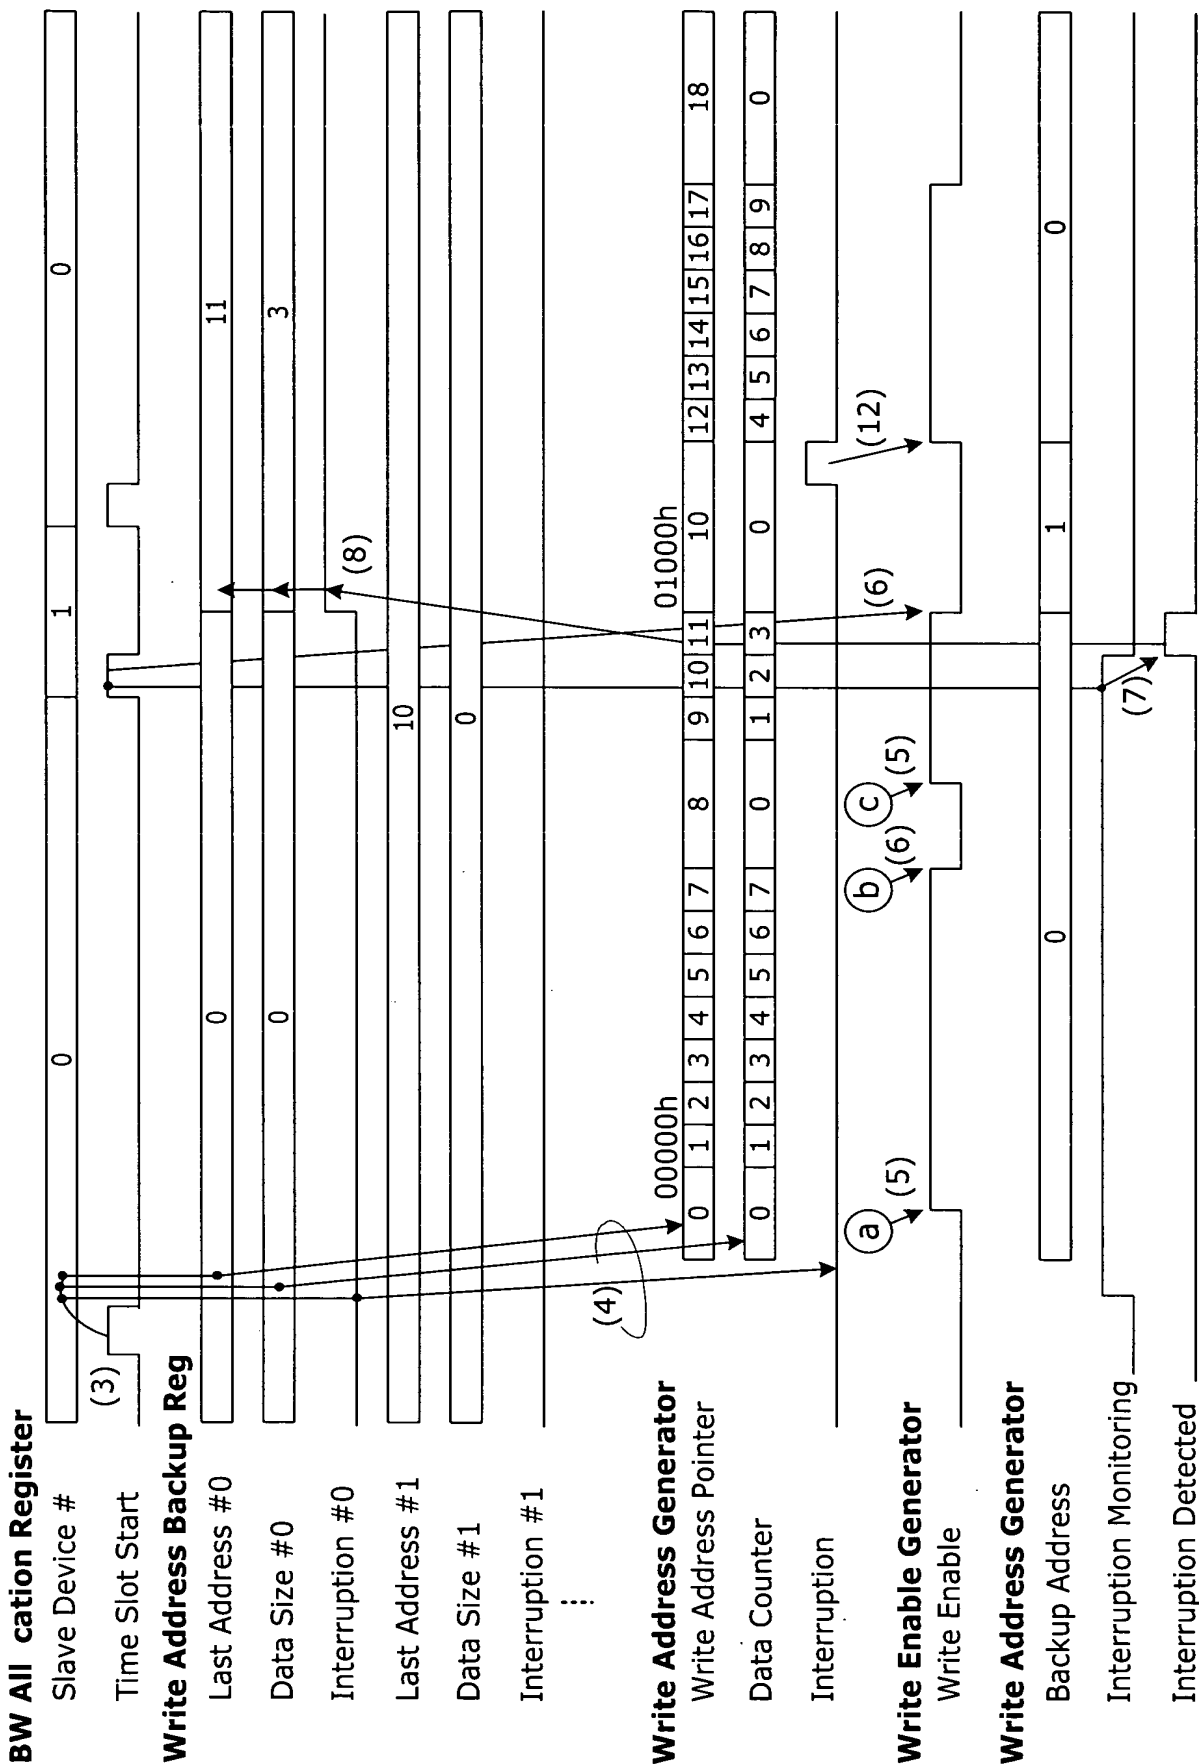 BW All cation Register
Slave Device # 0 1 0
Time Slot Start (3)
Write Address Backup Reg
Last Address #0 0 11
Data Size #0 0 3
Interruption #0 (8)
Last Address #1 10
Data Size #1 0
Interruption #1
(4)
00000h 01000h
Write Address Generator
Write Address Pointer 0 1 2 3 4 5 6 7 8 9 10 11 10 12 13 14 15 16 17 18
Data Counter 0 1 2 3 4 5 6 7 0 1 2 3 0 4 5 6 7 8 9 0
Interruption
a (5) b (6) c (5) (6) (12)
Write Enable Generator
Write Enable
Write Address Generator
Backup Address 0 1 0
Interruption Monitoring (7)
Interruption Detected